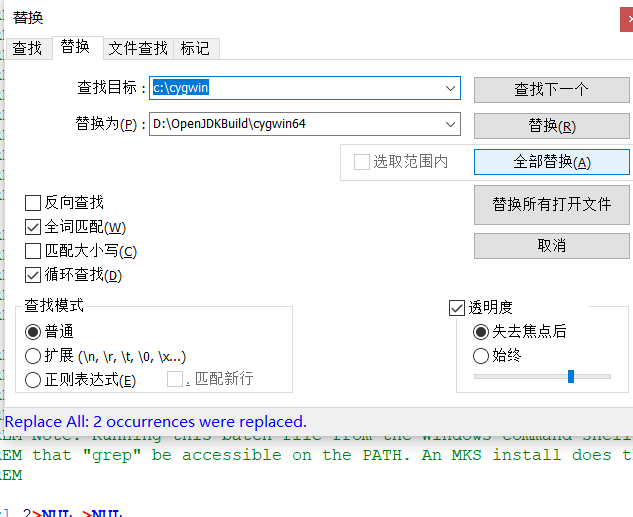 替换
查找 替换 文件查找 标记
查找目标： c:\cygwin 查找下一个
替换为(P)： D:\OpenJDKBuild\cygwin64 替换(R)
选取范围内 全部替换(A)
替换所有打开文件
反向查找
全词匹配(W) 取消
匹配大小写(C)
循环查找(D)
查找模式 透明度
普通 失去焦点后
扩展 (\n, \r, \t, \0, \x...) 始终
正则表达式(E) . 匹配新行
Replace All: 2 occurrences were replaced.
REM Note: Running this batch file from the Windows command shell
REM that "grep" be accessible on the PATH. An MKS install does th
REM
2>NUL >NUL